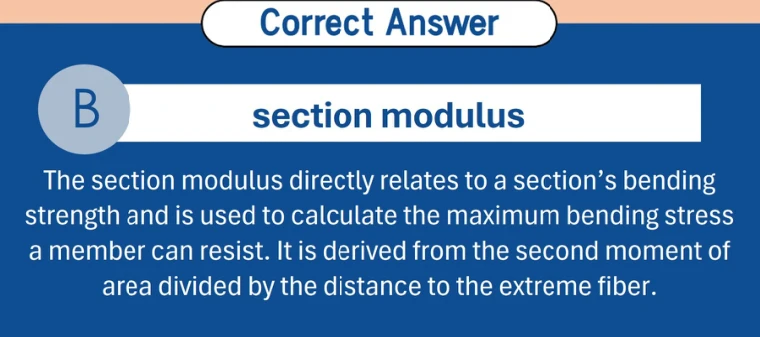 Correct Answer
B
section modulus
The section modulus directly relates to a section’s bending
strength and is used to calculate the maximum bending stress
a member can resist. It is derived from the second moment of
area divided by the distance to the extreme fiber.